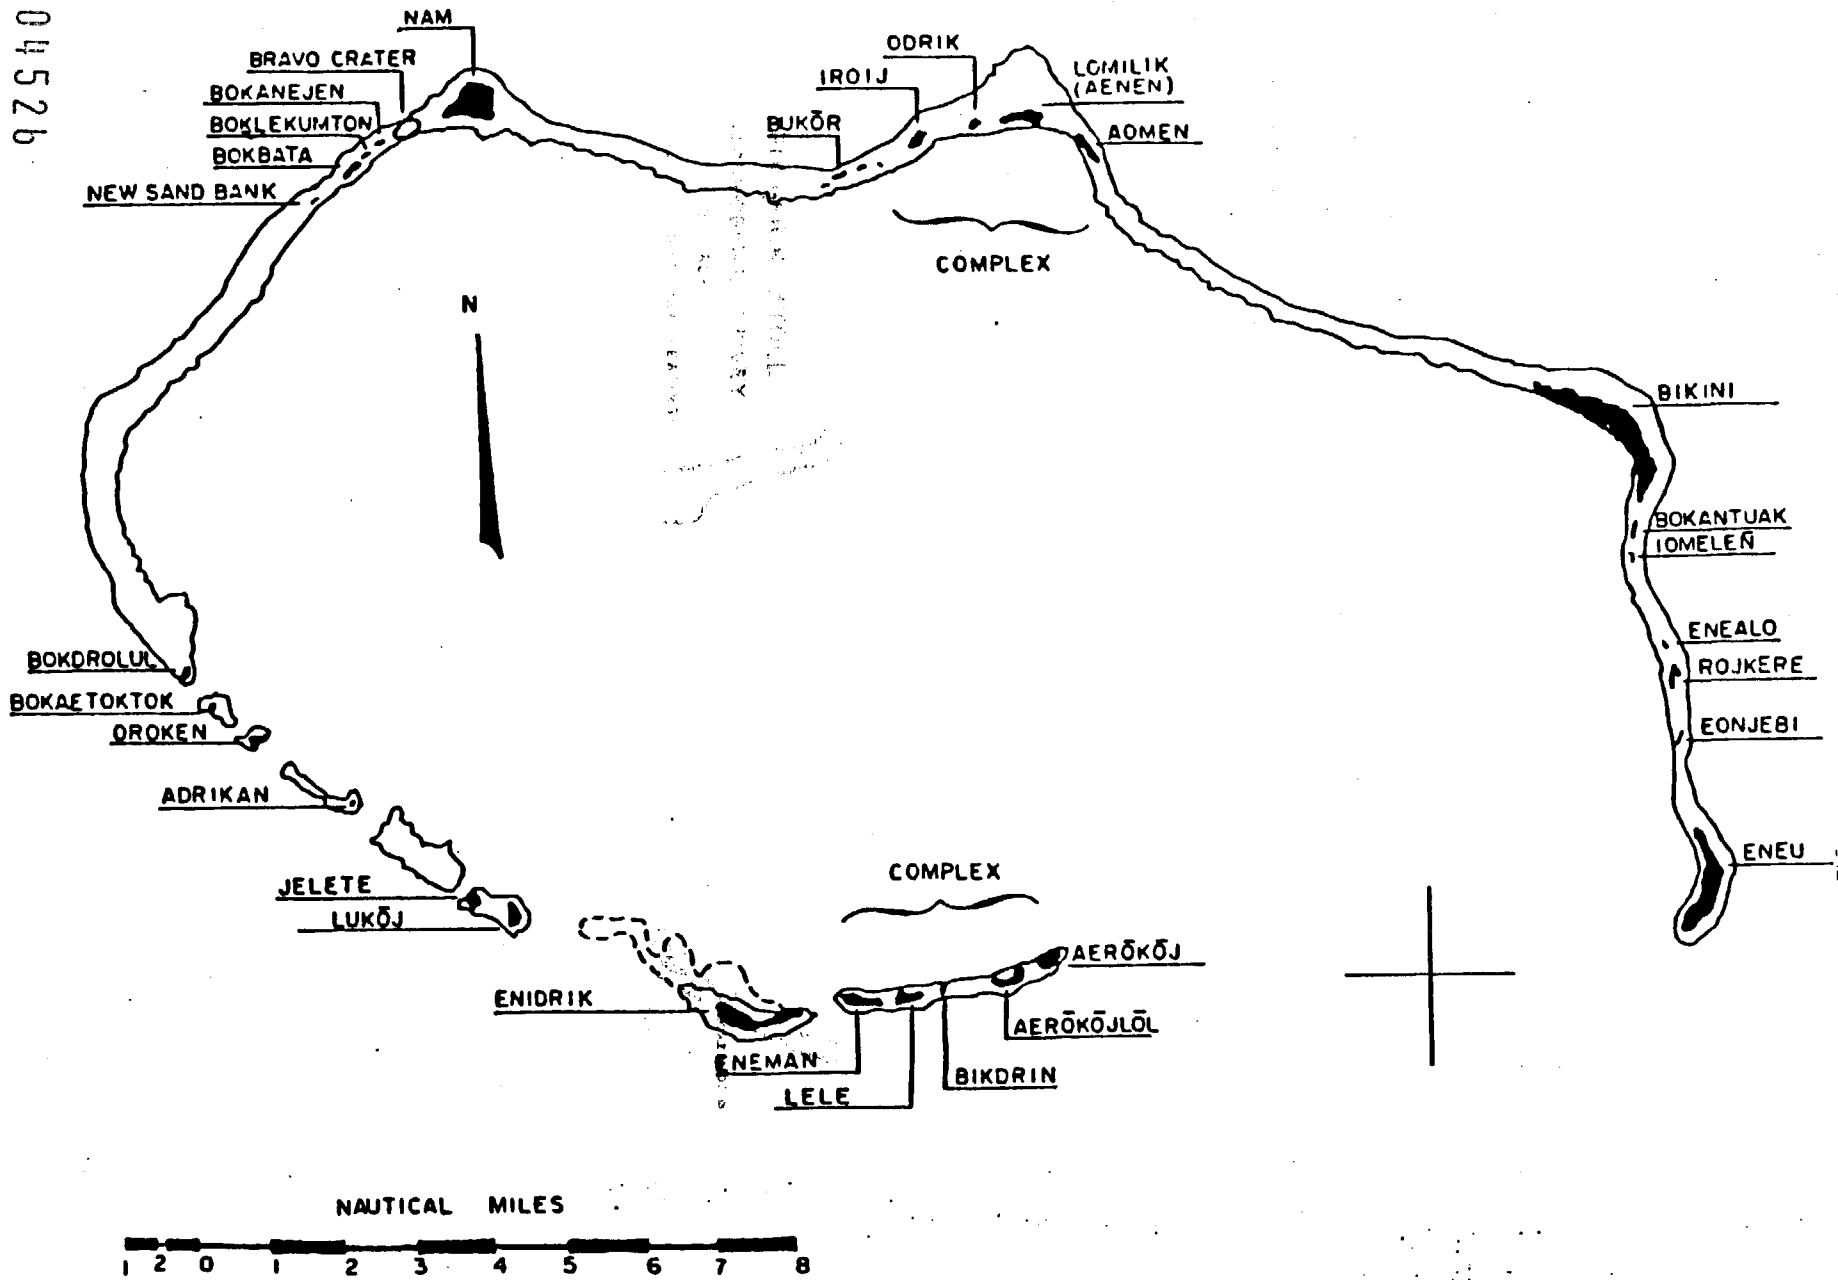 04526
NAM
BRAVO CRATER
BOKANEJEN
BOKLEKUMTON
BOKBATA
NEW SAND BANK
ODRIK
IROIJ
BUKŌR
LOMILIK
(AENEN)
AOMEN
COMPLEX
N
BIKINI
BOKANTUAK
IOMELEN̄
ENEALO
ROJKERE
EONJEBI
ENEU
BOKDROLUL
BOKAETOKTOK
OROKEN
ADRIKAN
JELETE
LUKŌJ
COMPLEX
AERŌKŌJ
ENIDRIK
AERŌKŌJLŌL
ENEMAN
BIKDRIN
LELE
NAUTICAL MILES
1 2 0 1 2 3 4 5 6 7 8